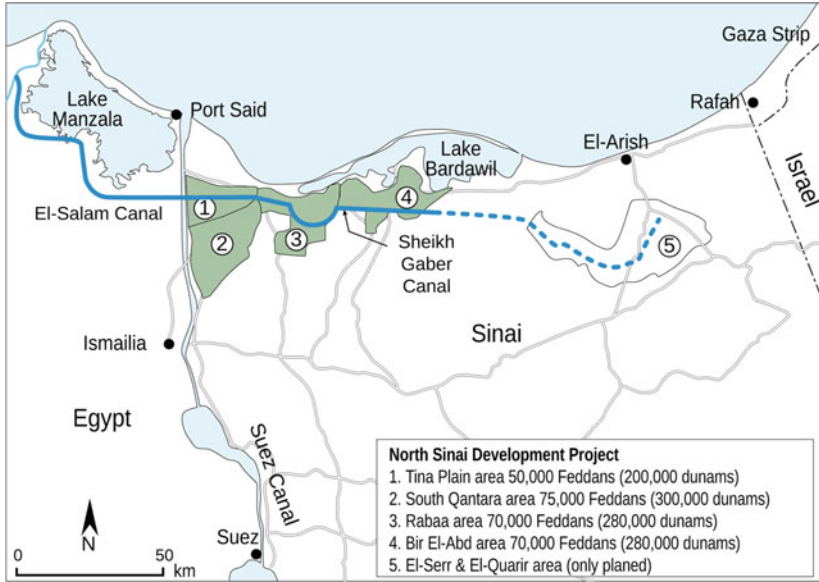 Gaza Strip
Lake
Manzala
Port Said
Rafah
El-Arish
Lake
Bardawil
Israel
El-Salam Canal
1
2
3
4
5
Sheikh
Gaber
Canal
Ismailia
Sinai
Egypt
Suez Canal
Suez
N
0 50
km
North Sinai Development Project
1. Tina Plain area 50,000 Feddans (200,000 dunams)
2. South Qantara area 75,000 Feddans (300,000 dunams)
3. Rabaa area 70,000 Feddans (280,000 dunams)
4. Bir El-Abd area 70,000 Feddans (280,000 dunams)
5. El-Serr & El-Quarir area (only planed)